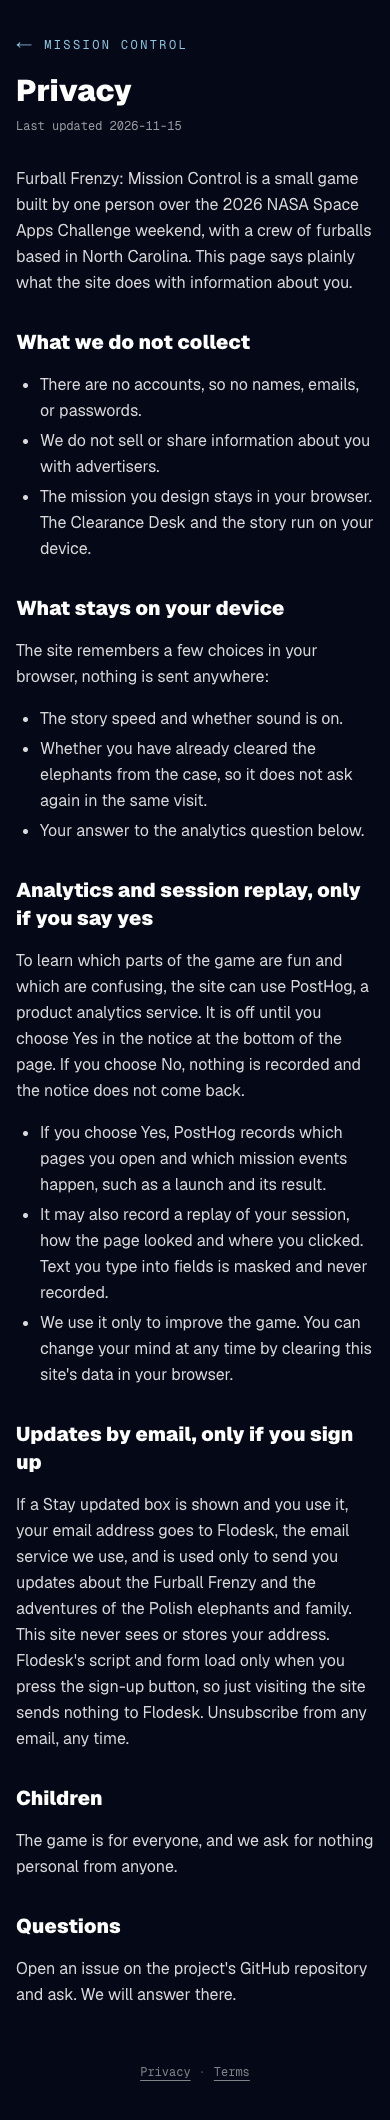 ← MISSION CONTROL
Privacy
Last updated 2026-11-15
Furball Frenzy: Mission Control is a small game
built by one person over the 2026 NASA Space
Apps Challenge weekend, with a crew of furballs
based in North Carolina. This page says plainly
what the site does with information about you.
What we do not collect
• There are no accounts, so no names, emails,
or passwords.
• We do not sell or share information about you
with advertisers.
• The mission you design stays in your browser.
The Clearance Desk and the story run on your
device.
What stays on your device
The site remembers a few choices in your
browser, nothing is sent anywhere:
• The story speed and whether sound is on.
• Whether you have already cleared the
elephants from the case, so it does not ask
again in the same visit.
• Your answer to the analytics question below.
Analytics and session replay, only
if you say yes
To learn which parts of the game are fun and
which are confusing, the site can use PostHog, a
product analytics service. It is off until you
choose Yes in the notice at the bottom of the
page. If you choose No, nothing is recorded and
the notice does not come back.
• If you choose Yes, PostHog records which
pages you open and which mission events
happen, such as a launch and its result.
• It may also record a replay of your session,
how the page looked and where you clicked.
Text you type into fields is masked and never
recorded.
• We use it only to improve the game. You can
change your mind at any time by clearing this
site's data in your browser.
Updates by email, only if you sign
up
If a Stay updated box is shown and you use it,
your email address goes to Flodesk, the email
service we use, and is used only to send you
updates about the Furball Frenzy and the
adventures of the Polish elephants and family.
This site never sees or stores your address.
Flodesk's script and form load only when you
press the sign-up button, so just visiting the site
sends nothing to Flodesk. Unsubscribe from any
email, any time.
Children
The game is for everyone, and we ask for nothing
personal from anyone.
Questions
Open an issue on the project's GitHub repository
and ask. We will answer there.
Privacy · Terms